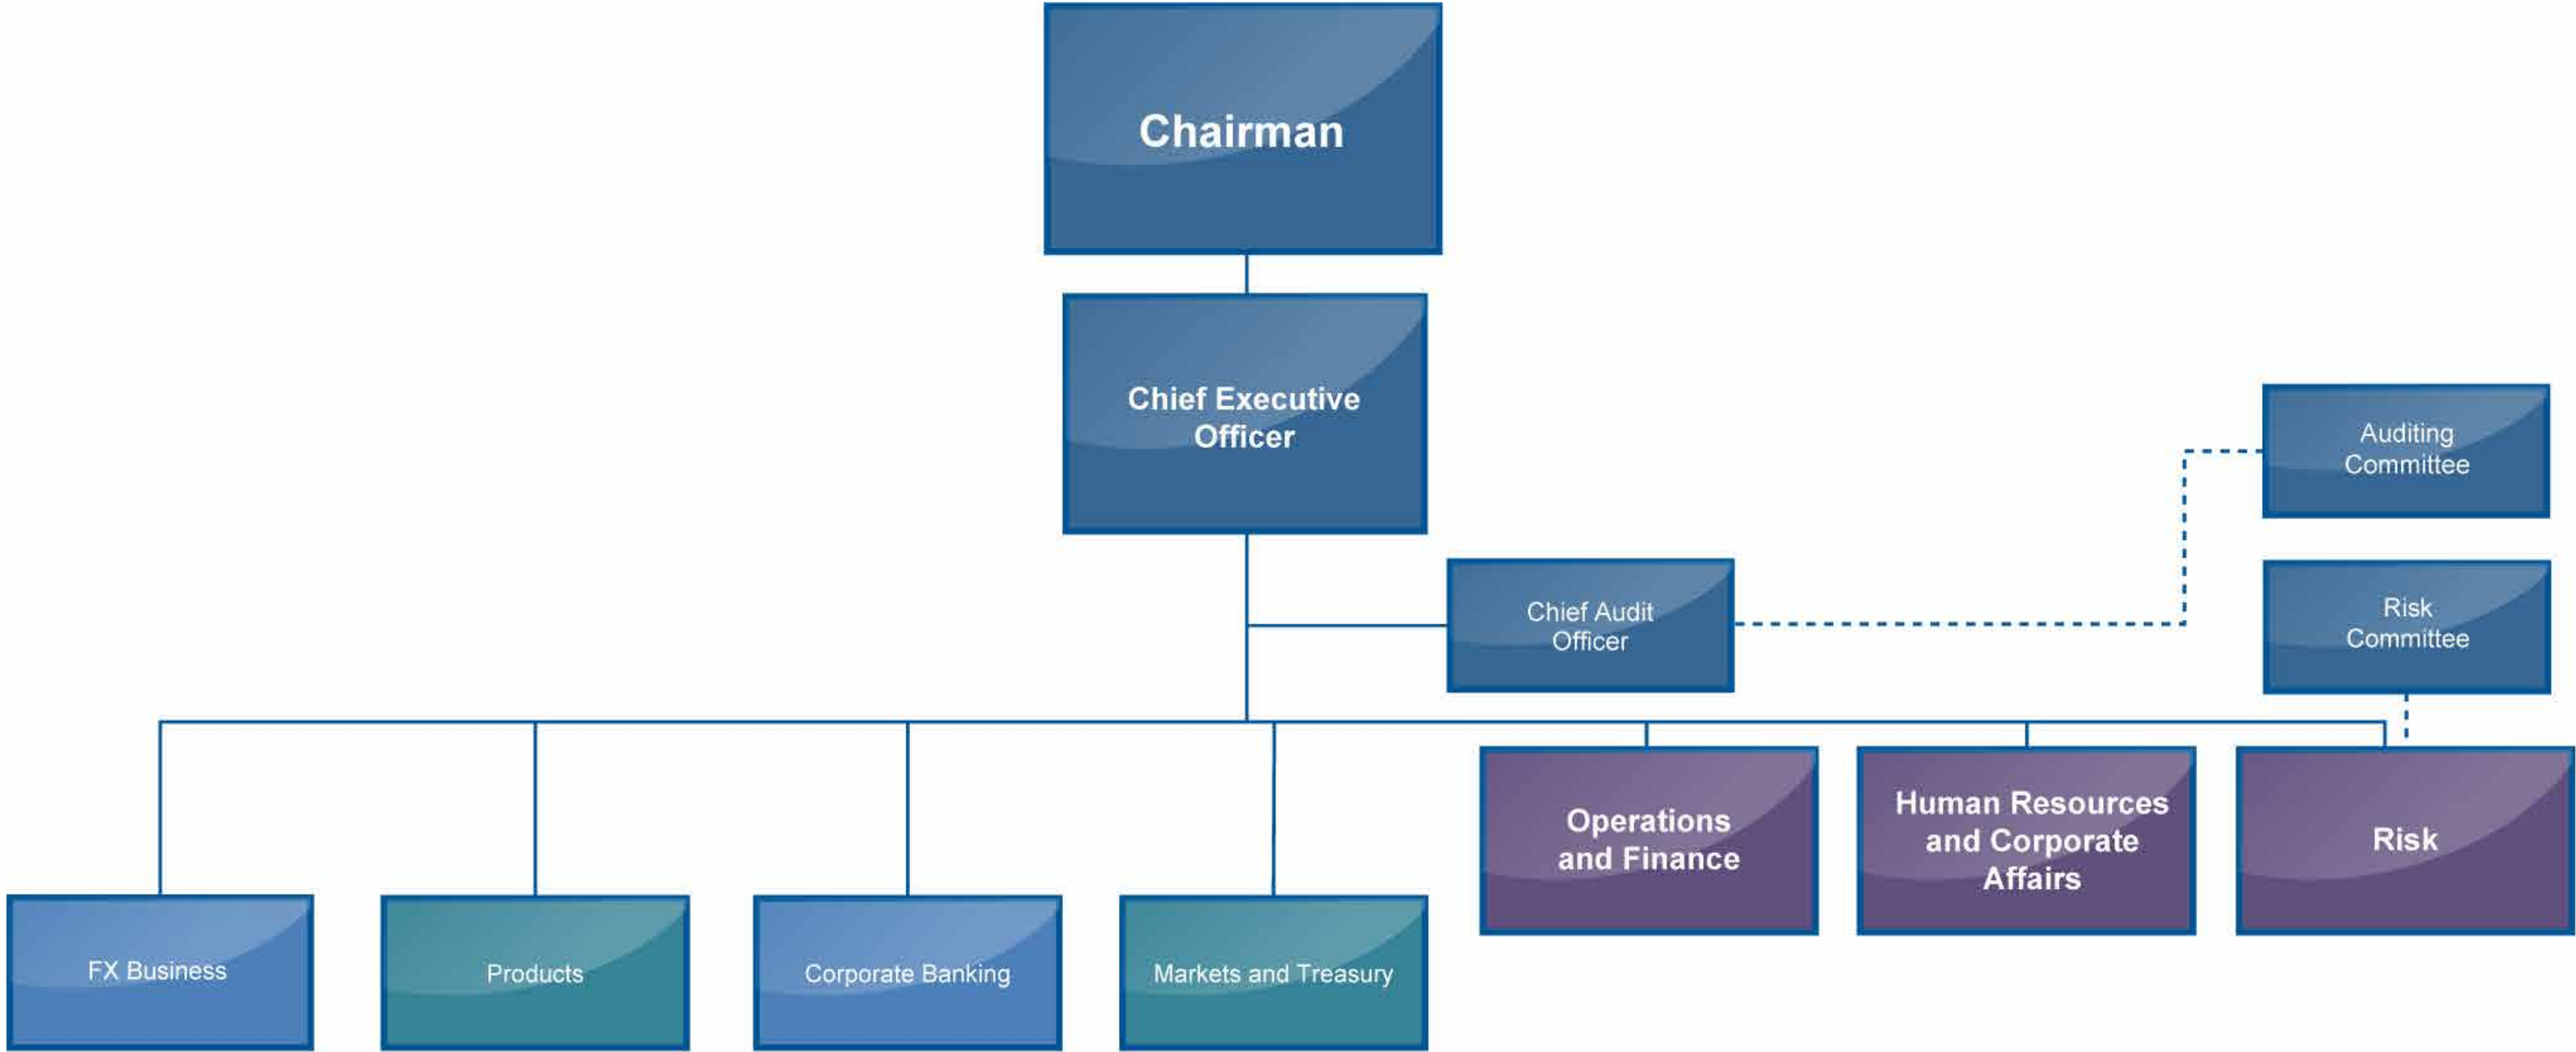 Chairman
Chief Executive
Officer
Auditing
Committee
Chief Audit
Officer
Risk
Committee
Operations
and Finance
Human Resources
and Corporate
Affairs
Risk
FX Business
Products
Corporate Banking
Markets and Treasury